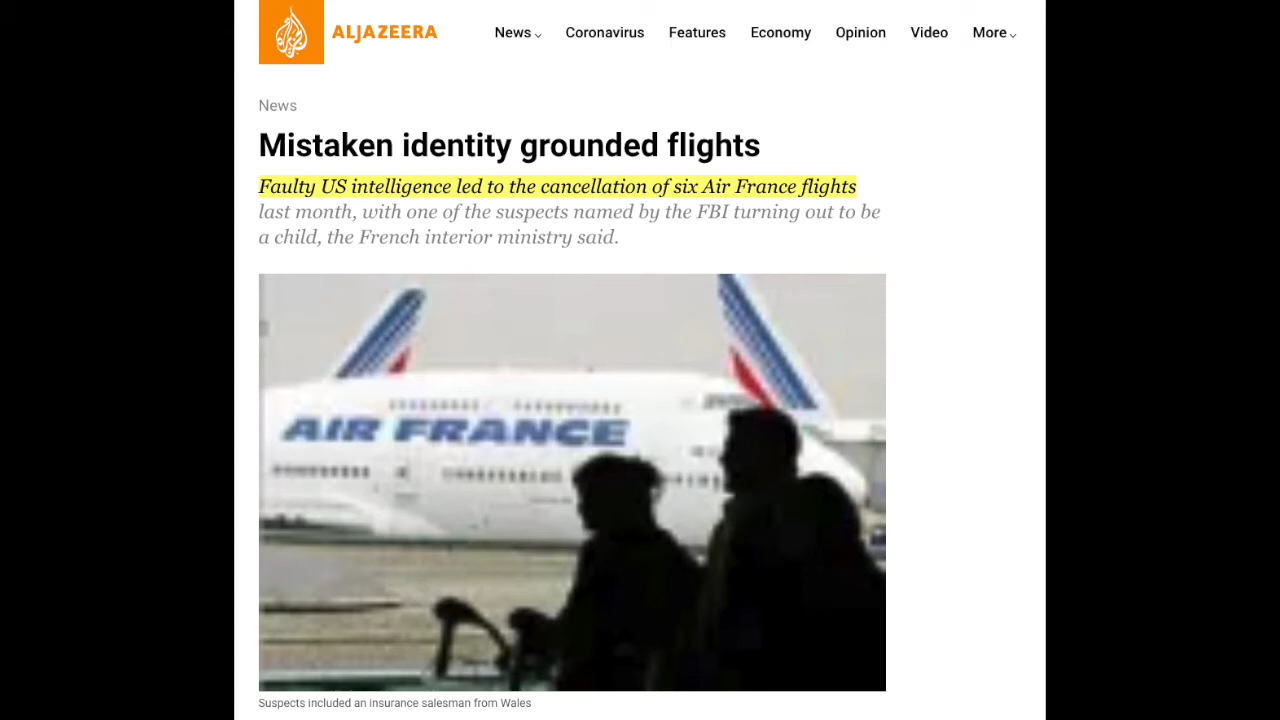 ALJAZEERA
News Coronavirus Features Economy Opinion Video More
News
Mistaken identity grounded flights
Faulty US intelligence led to the cancellation of six Air France flights
last month, with one of the suspects named by the FBI turning out to be
a child, the French interior ministry said.
AIR FRANCE
Suspects included an insurance salesman from Wales